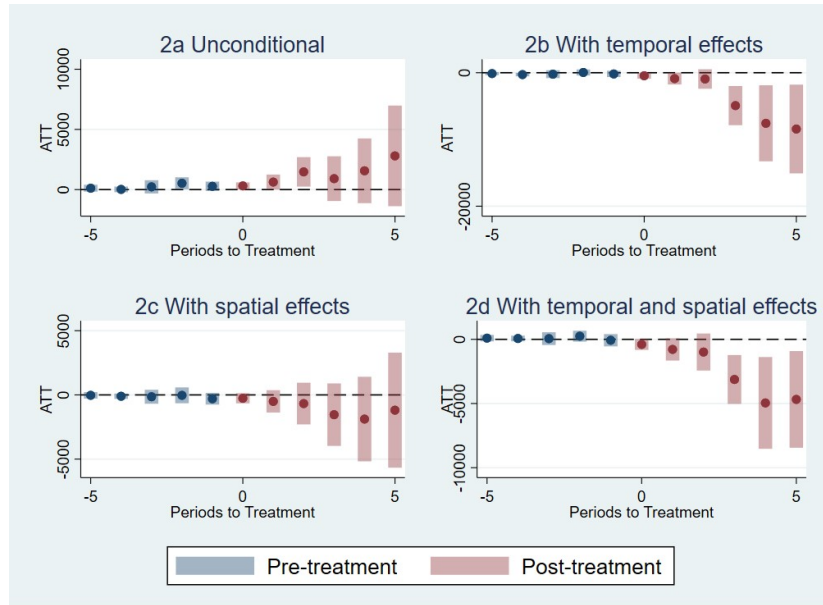 2a Unconditional
10000
5000
0
ATT
-5 0 5
Periods to Treatment
2b With temporal effects
0
-20000
ATT
-5 0 5
Periods to Treatment
2c With spatial effects
5000
0
-5000
ATT
-5 0 5
Periods to Treatment
2d With temporal and spatial effects
0
-5000
-10000
ATT
-5 0 5
Periods to Treatment
Pre-treatment Post-treatment